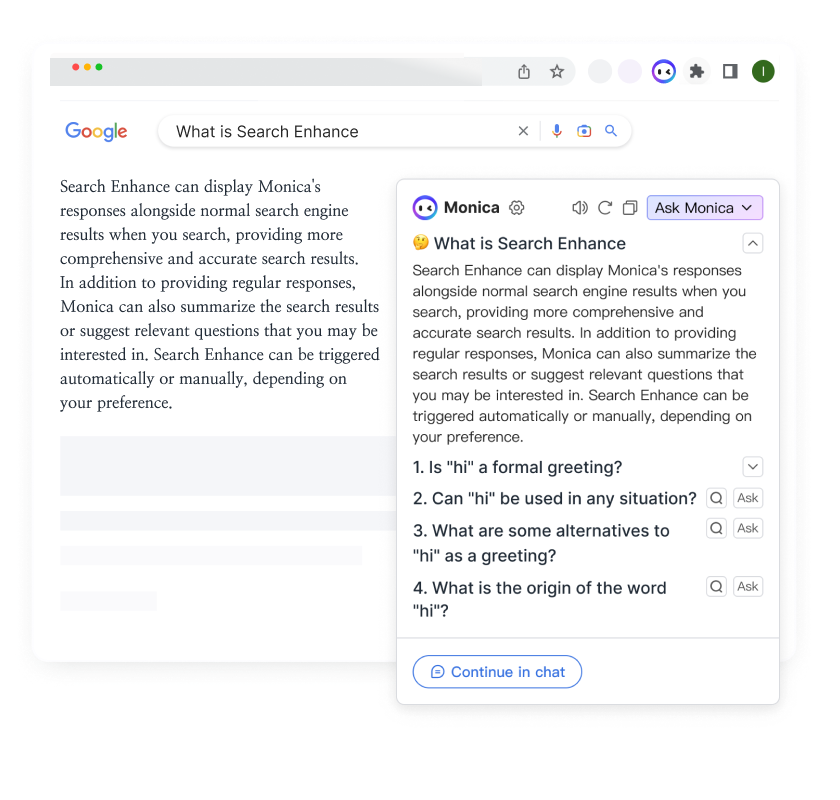 I
Google
What is Search Enhance
Search Enhance can display Monica's
responses alongside normal search engine
results when you search, providing more
comprehensive and accurate search results.
In addition to providing regular responses,
Monica can also summarize the search results
or suggest relevant questions that you may be
interested in. Search Enhance can be triggered
automatically or manually, depending on
your preference.
Monica
Ask Monica
🤔 What is Search Enhance
Search Enhance can display Monica's responses
alongside normal search engine results when you
search, providing more comprehensive and
accurate search results. In addition to providing
regular responses, Monica can also summarize the
search results or suggest relevant questions that
you may be interested in. Search Enhance can be
triggered automatically or manually, depending on
your preference.
1. Is "hi" a formal greeting?
2. Can "hi" be used in any situation? Ask
3. What are some alternatives to Ask
"hi" as a greeting?
4. What is the origin of the word Ask
"hi"?
Continue in chat